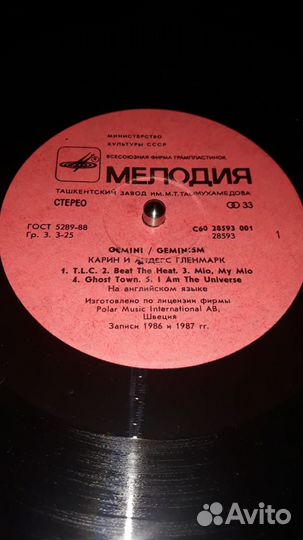 МИНИСТЕРСТВО
КУЛЬТУРЫ СССР
ВСЕСОЮЗНАЯ ФИРМА ГРАМПЛАСТИНОК
МЕЛОДИЯ
ТАШКЕНТСКИЙ ЗАВОД ИМ. М.Т. ТАШМУХАМЕДОВА
СТЕРЕО
33
ГОСТ 5289-88
Гр. 3. 3-25
С60 28593 001
28593
1
GEMINI / GEMINISM
КАРИН И АНДЕРС ГЛЕНМАРК
1. T.L.C. 2. Beat The Heat. 3. Mio, My Mio
4. Ghost Town. 5. I Am The Universe
На английском языке
Изготовлено по лицензии фирмы
Polar Music International AB,
Швеция
Записи 1986 и 1987 гг.
Avito